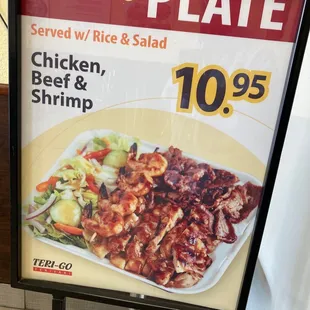 PLATE
Served w/ Rice & Salad
Chicken,
Beef &
Shrimp
10.95
TERI-GO